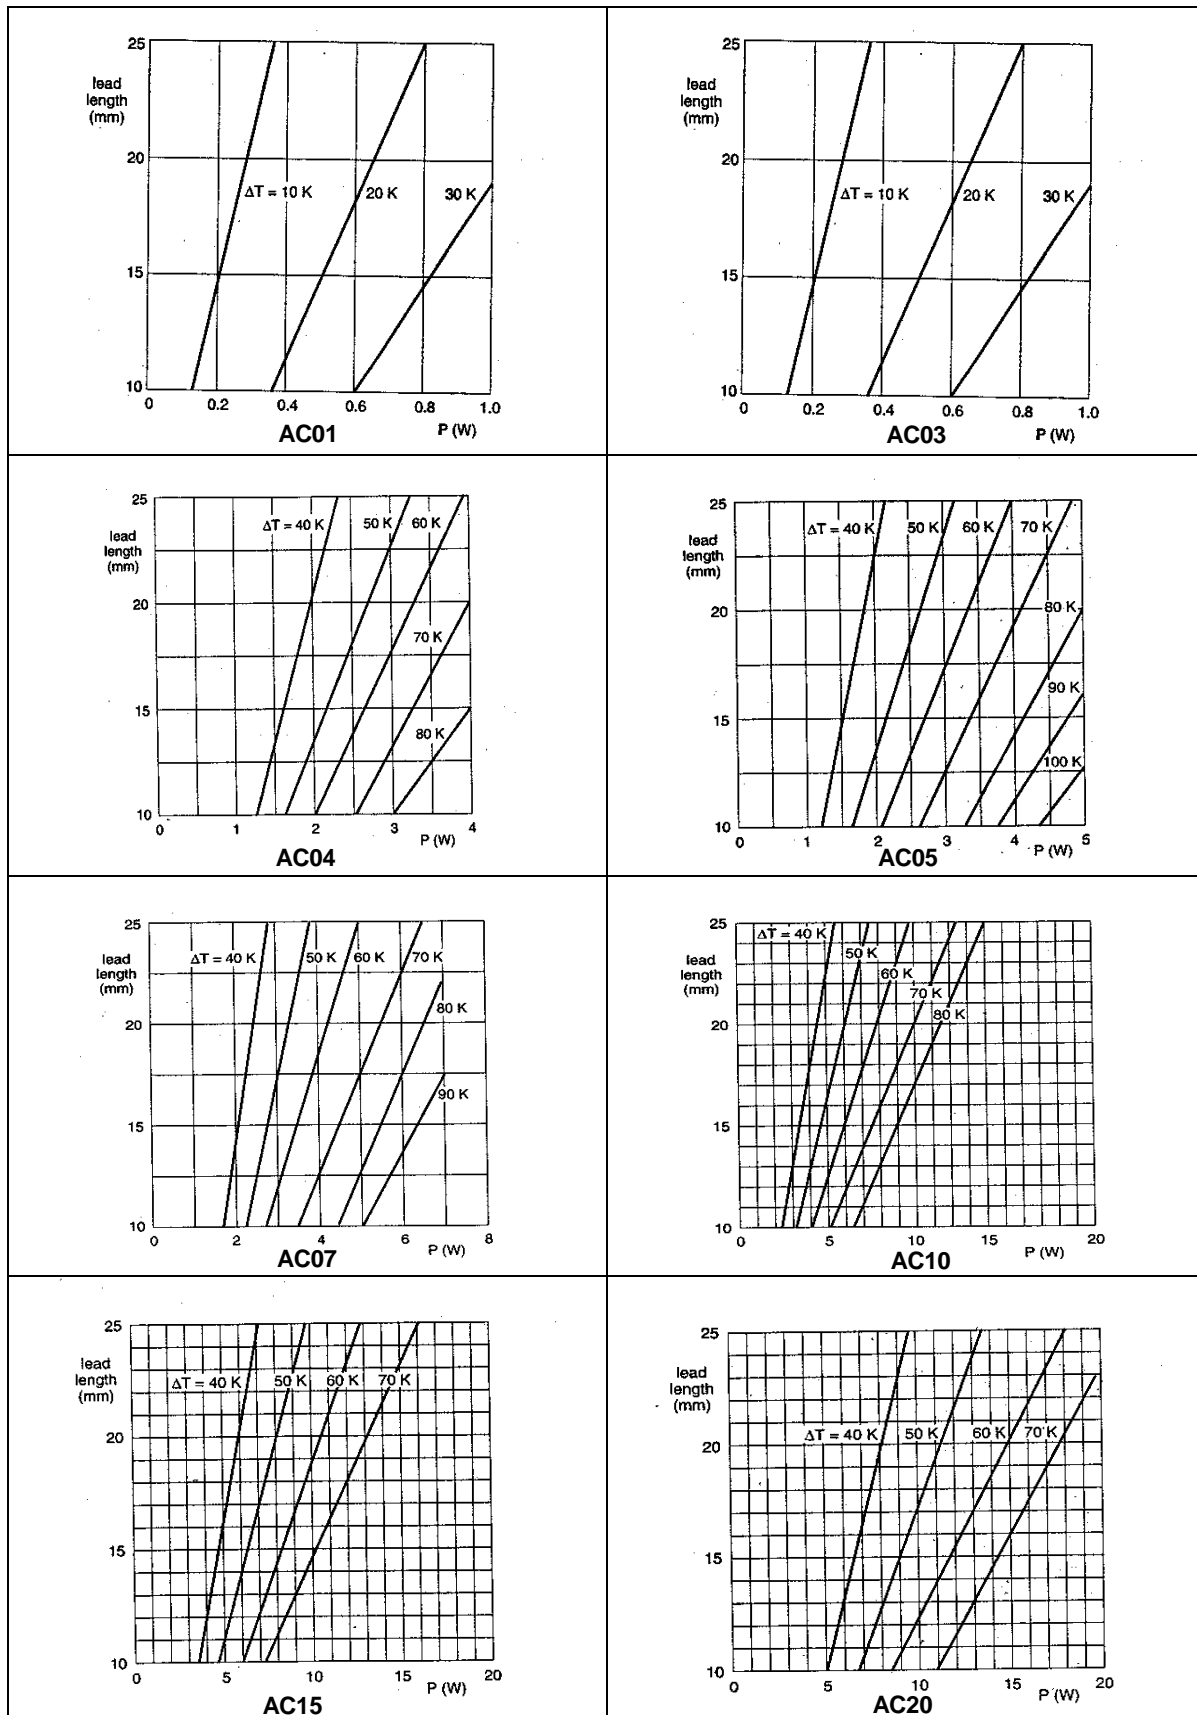 25
lead
length
(mm)
20
ΔT = 10 K
20 K
30 K
15
10
0
0.2
0.4
0.6
0.8
1.0
P (W)
AC01
25
lead
length
(mm)
20
ΔT = 10 K
20 K
30 K
15
10
0
0.2
0.4
0.6
0.8
1.0
P (W)
AC03
25
lead
length
(mm)
ΔT = 40 K
50 K
60 K
20
70 K
15
80 K
10
0
1
2
3
4
P (W)
AC04
25
lead
length
(mm)
ΔT = 40 K
50 K
60 K
70 K
20
80 K
90 K
15
100 K
10
0
1
2
3
4
5
P (W)
AC05
25
lead
length
(mm)
ΔT = 40 K
50 K
60 K
70 K
80 K
20
90 K
15
10
0
2
4
6
8
P (W)
AC07
25
lead
length
(mm)
ΔT = 40 K
50 K
60 K
70 K
80 K
20
15
10
0
5
10
15
20
P (W)
AC10
25
lead
length
(mm)
ΔT = 40 K
50 K
60 K
70 K
20
15
10
0
5
10
15
20
P (W)
AC15
25
lead
length
(mm)
20
ΔT = 40 K
50 K
60 K
70 K
15
10
0
5
10
15
20
P (W)
AC20